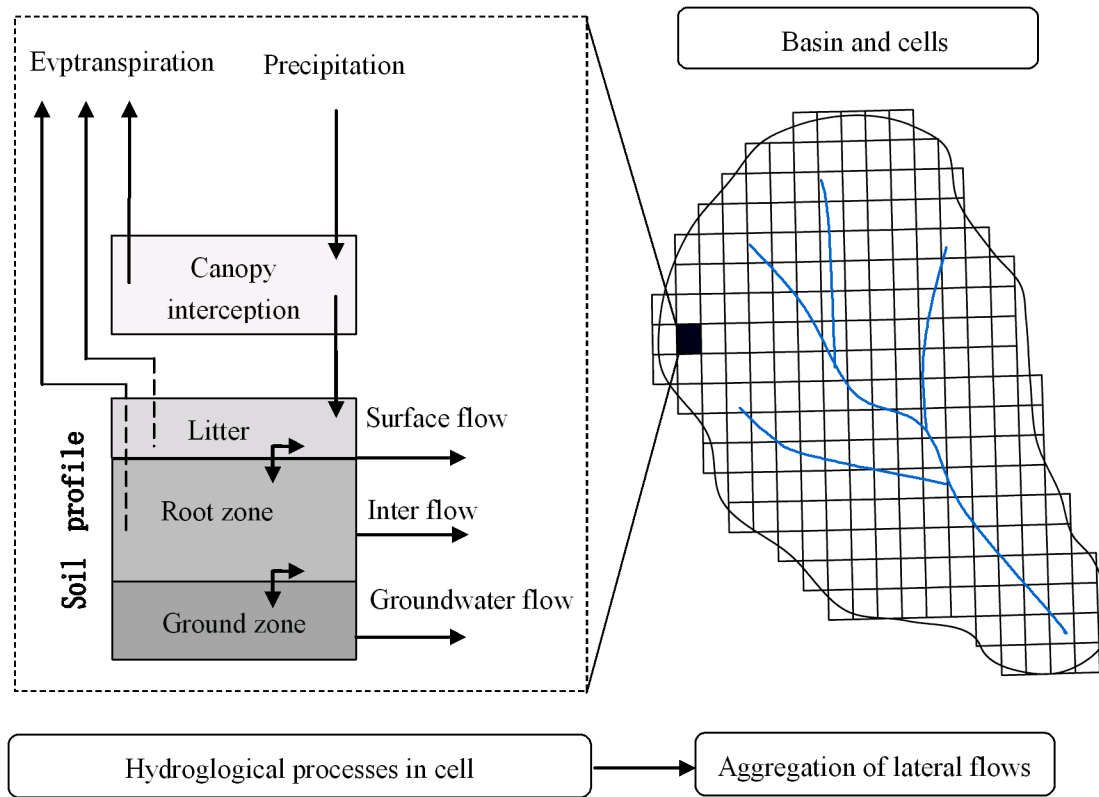 Evptranspiration
Precipitation
Basin and cells
Canopy
interception
Litter
Surface flow
Root zone
Inter flow
Groundwater flow
Ground zone
Soil profile
Hydroglogical processes in cell
Aggregation of lateral flows